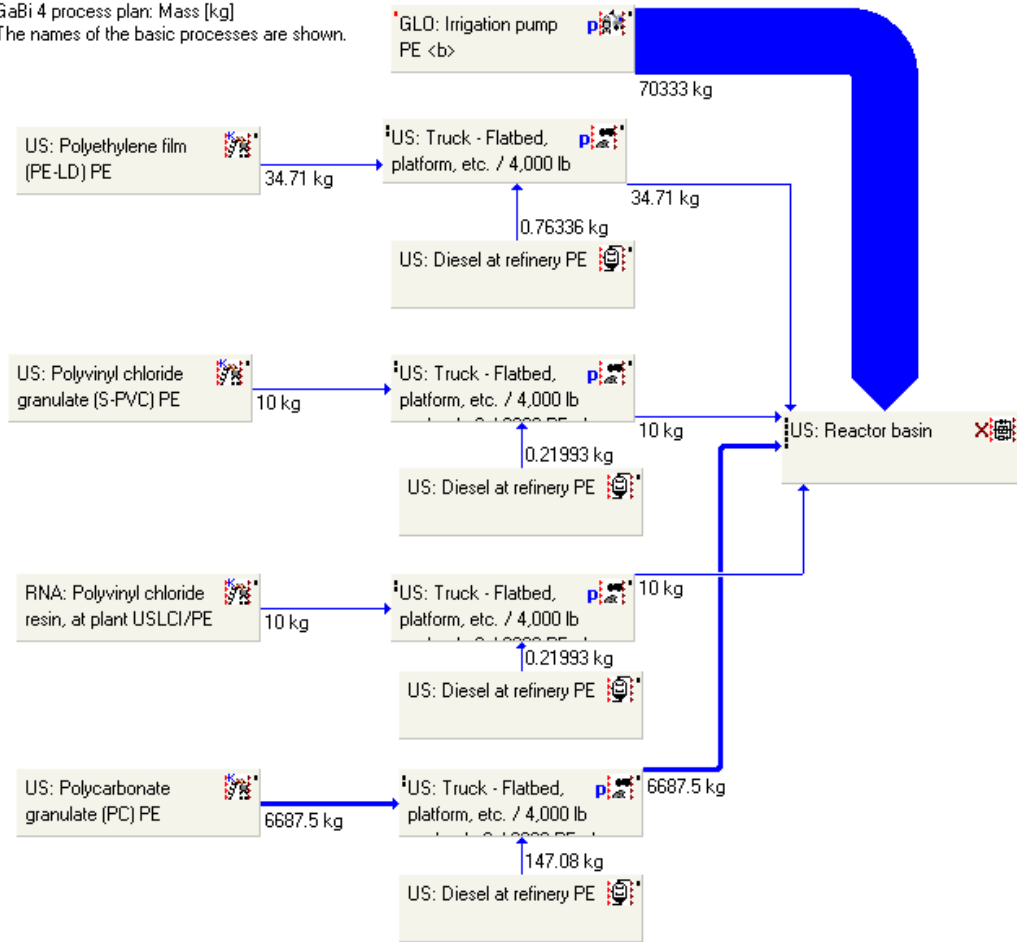 GaBi 4 process plan: Mass [kg]
The names of the basic processes are shown.
GLO: Irrigation pump
PE <b>
p
70333 kg
US: Polyethylene film
(PE-LD) PE
34.71 kg
US: Truck - Flatbed,
platform, etc. / 4,000 lb
p
34.71 kg
0.76336 kg
US: Diesel at refinery PE
US: Polyvinyl chloride
granulate (S-PVC) PE
10 kg
US: Truck - Flatbed,
platform, etc. / 4,000 lb
p
10 kg
US: Reactor basin
X
0.21993 kg
US: Diesel at refinery PE
RNA: Polyvinyl chloride
resin, at plant USLCI/PE
10 kg
US: Truck - Flatbed,
platform, etc. / 4,000 lb
p
10 kg
0.21993 kg
US: Diesel at refinery PE
US: Polycarbonate
granulate (PC) PE
6687.5 kg
US: Truck - Flatbed,
platform, etc. / 4,000 lb
p
6687.5 kg
147.08 kg
US: Diesel at refinery PE